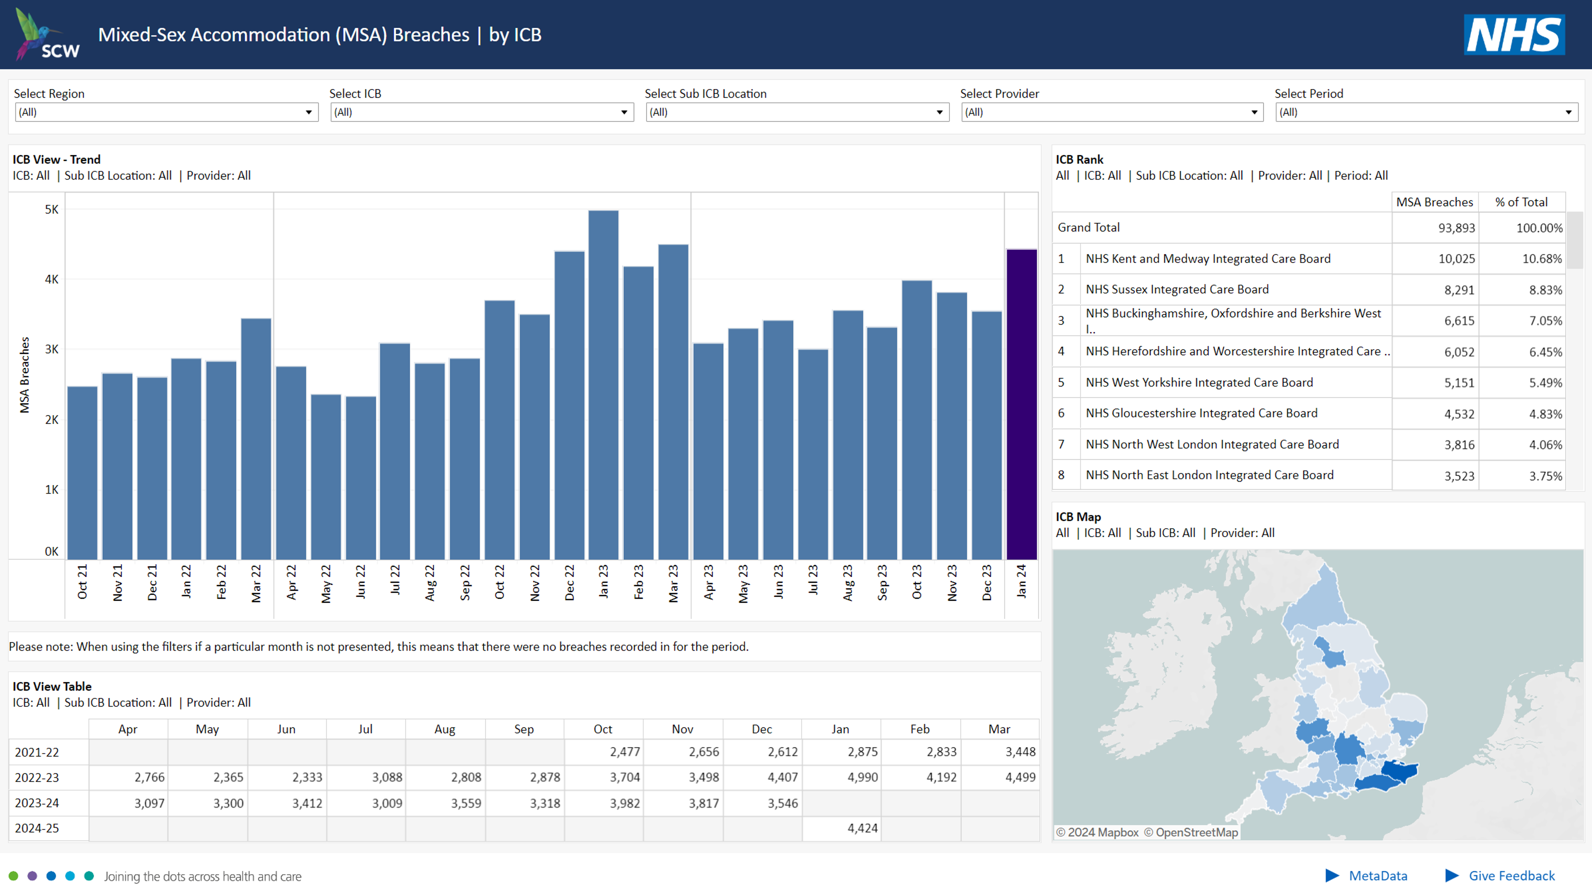 SCW
Mixed-Sex Accommodation (MSA) Breaches | by ICB
NHS
Select Region
(All)
Select ICB
(All)
Select Sub ICB Location
(All)
Select Provider
(All)
Select Period
(All)
ICB View - Trend
ICB: All | Sub ICB Location: All | Provider: All
MSA Breaches
5K
4K
3K
2K
1K
0K
Oct 21
Nov 21
Dec 21
Jan 22
Feb 22
Mar 22
Apr 22
May 22
Jun 22
Jul 22
Aug 22
Sep 22
Oct 22
Nov 22
Dec 22
Jan 23
Feb 23
Mar 23
Apr 23
May 23
Jun 23
Jul 23
Aug 23
Sep 23
Oct 23
Nov 23
Dec 23
Jan 24
Please note: When using the filters if a particular month is not presented, this means that there were no breaches recorded in for the period.
ICB View Table
ICB: All | Sub ICB Location: All | Provider: All
Apr May Jun Jul Aug Sep Oct Nov Dec Jan Feb Mar
2021-22 2,477 2,656 2,612 2,875 2,833 3,448
2022-23 2,766 2,365 2,333 3,088 2,808 2,878 3,704 3,498 4,407 4,990 4,192 4,499
2023-24 3,097 3,300 3,412 3,009 3,559 3,318 3,982 3,817 3,546
2024-25 4,424
ICB Rank
All | ICB: All | Sub ICB Location: All | Provider: All | Period: All
MSA Breaches % of Total
Grand Total 93,893 100.00%
1 NHS Kent and Medway Integrated Care Board 10,025 10.68%
2 NHS Sussex Integrated Care Board 8,291 8.83%
3 NHS Buckinghamshire, Oxfordshire and Berkshire West I.. 6,615 7.05%
4 NHS Herefordshire and Worcestershire Integrated Care .. 6,052 6.45%
5 NHS West Yorkshire Integrated Care Board 5,151 5.49%
6 NHS Gloucestershire Integrated Care Board 4,532 4.83%
7 NHS North West London Integrated Care Board 3,816 4.06%
8 NHS North East London Integrated Care Board 3,523 3.75%
ICB Map
All | ICB: All | Sub ICB: All | Provider: All
© 2024 Mapbox © OpenStreetMap
Joining the dots across health and care
MetaData
Give Feedback